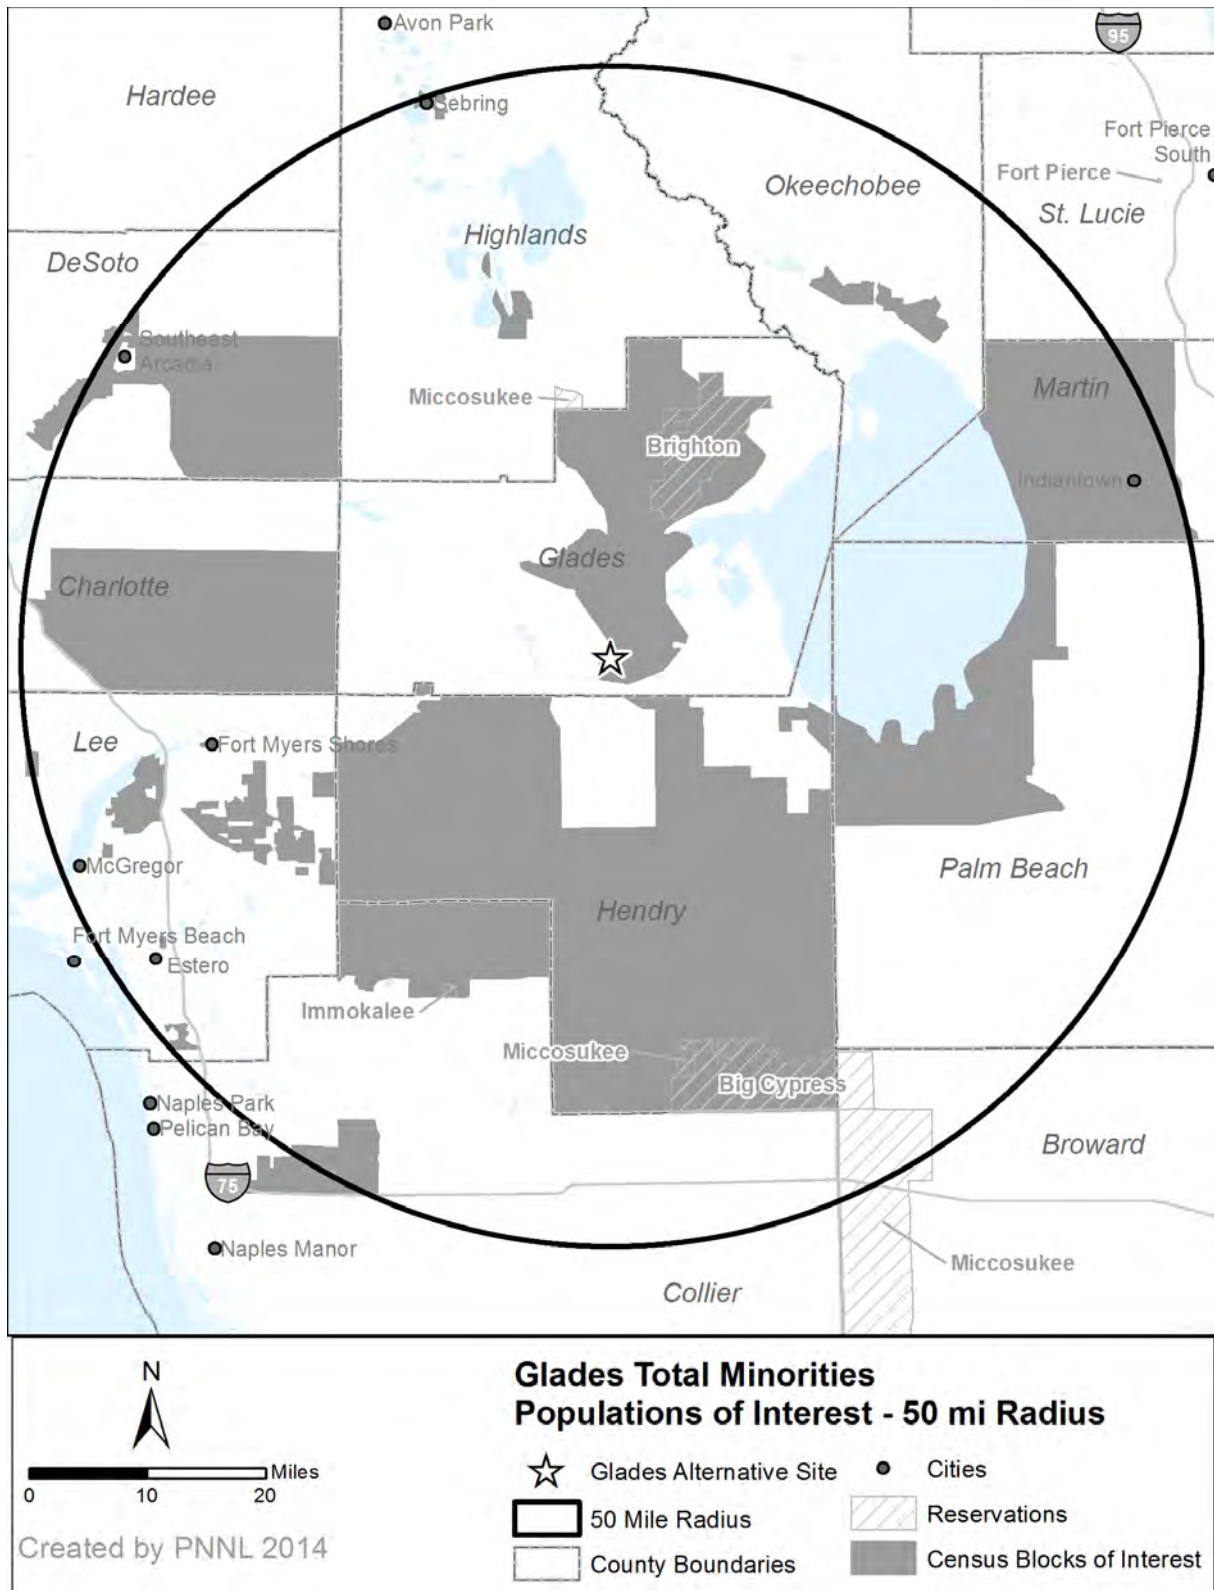 Avon Park
95
Hardee
Sebring
Fort Pierce
South
Okeechobee
Fort Pierce
St. Lucie
Highlands
DeSoto
Southeast
Arcadia
Miccosukee
Martin
Brighton
Indiantown
Glades
Charlotte
Lee
Fort Myers Shores
McGregor
Palm Beach
Hendry
Fort Myers Beach
Estero
Immokalee
Miccosukee
Big Cypress
Naples Park
Pelican Bay
Broward
75
Naples Manor
Miccosukee
Collier
N
Miles
0 10 20
Created by PNNL 2014
Glades Total Minorities
Populations of Interest - 50 mi Radius
Glades Alternative Site
Cities
50 Mile Radius
Reservations
County Boundaries
Census Blocks of Interest